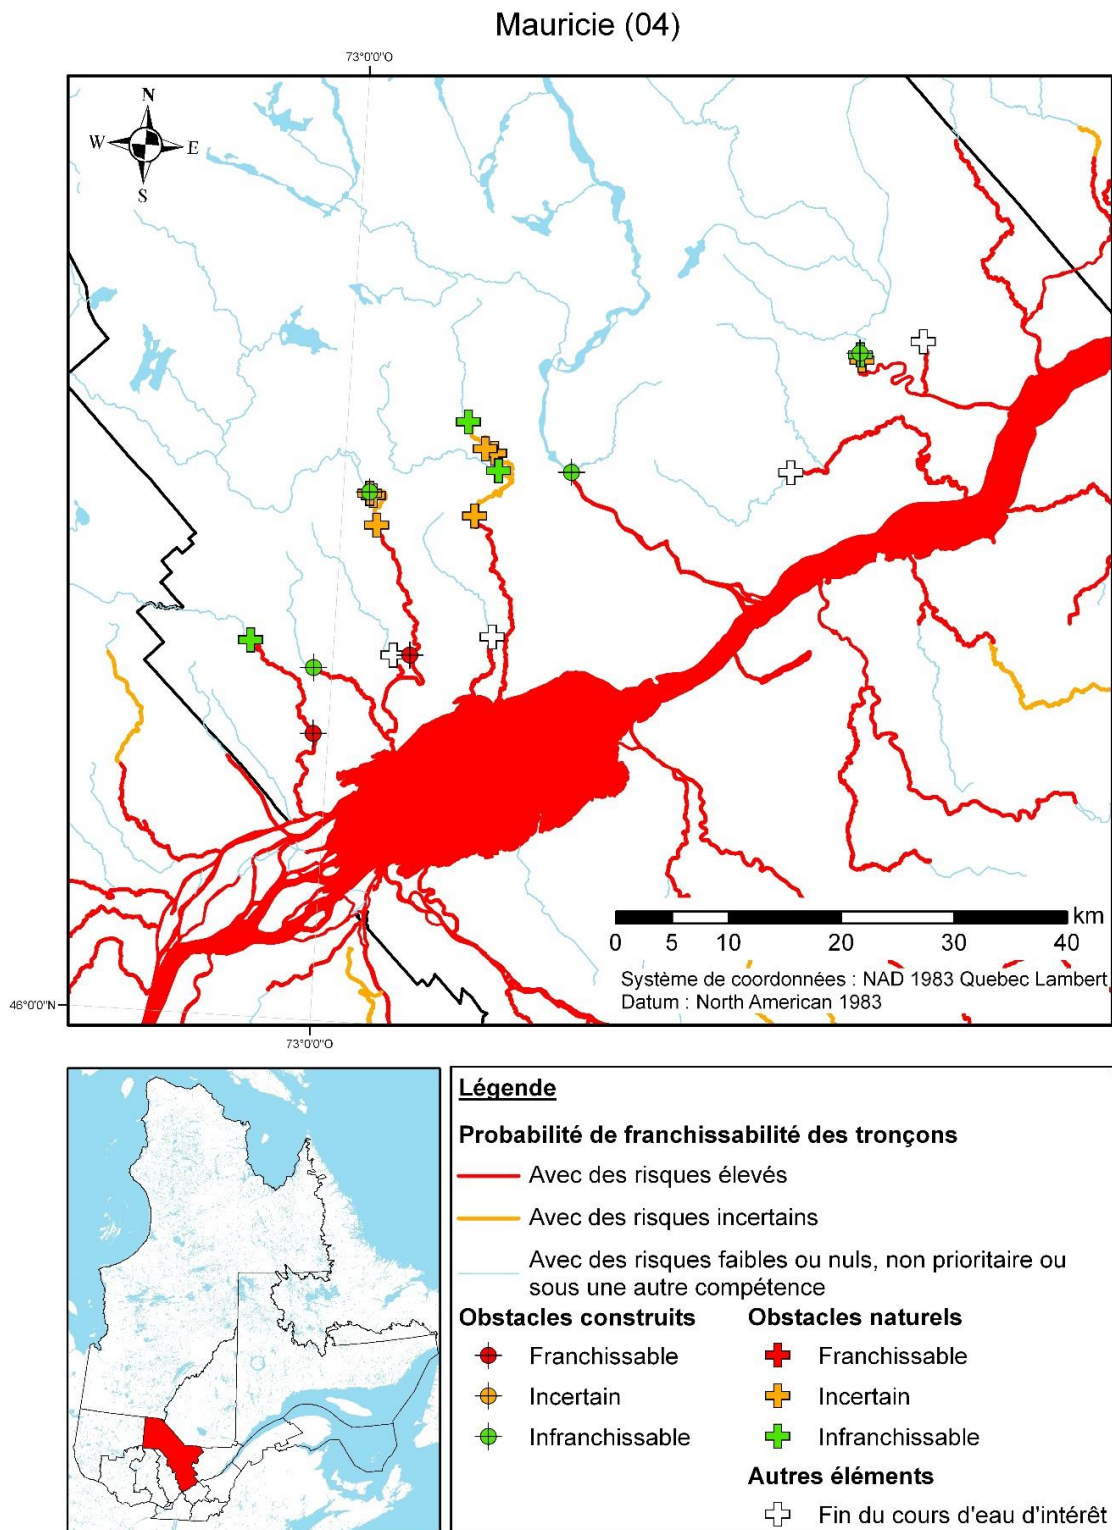 Mauricie (04)
73°0'0"O
N
W
E
S
km
0 5 10 20 30 40
Système de coordonnées : NAD 1983 Quebec Lambert
Datum : North American 1983
46°0'0"N
73°0'0"O
Légende
Probabilité de franchissabilité des tronçons
Avec des risques élevés
Avec des risques incertains
Avec des risques faibles ou nuls, non prioritaire ou
sous une autre compétence
Obstacles construits
Franchissable
Incertain
Infranchissable
Obstacles naturels
Franchissable
Incertain
Infranchissable
Autres éléments
Fin du cours d'eau d'intérêt